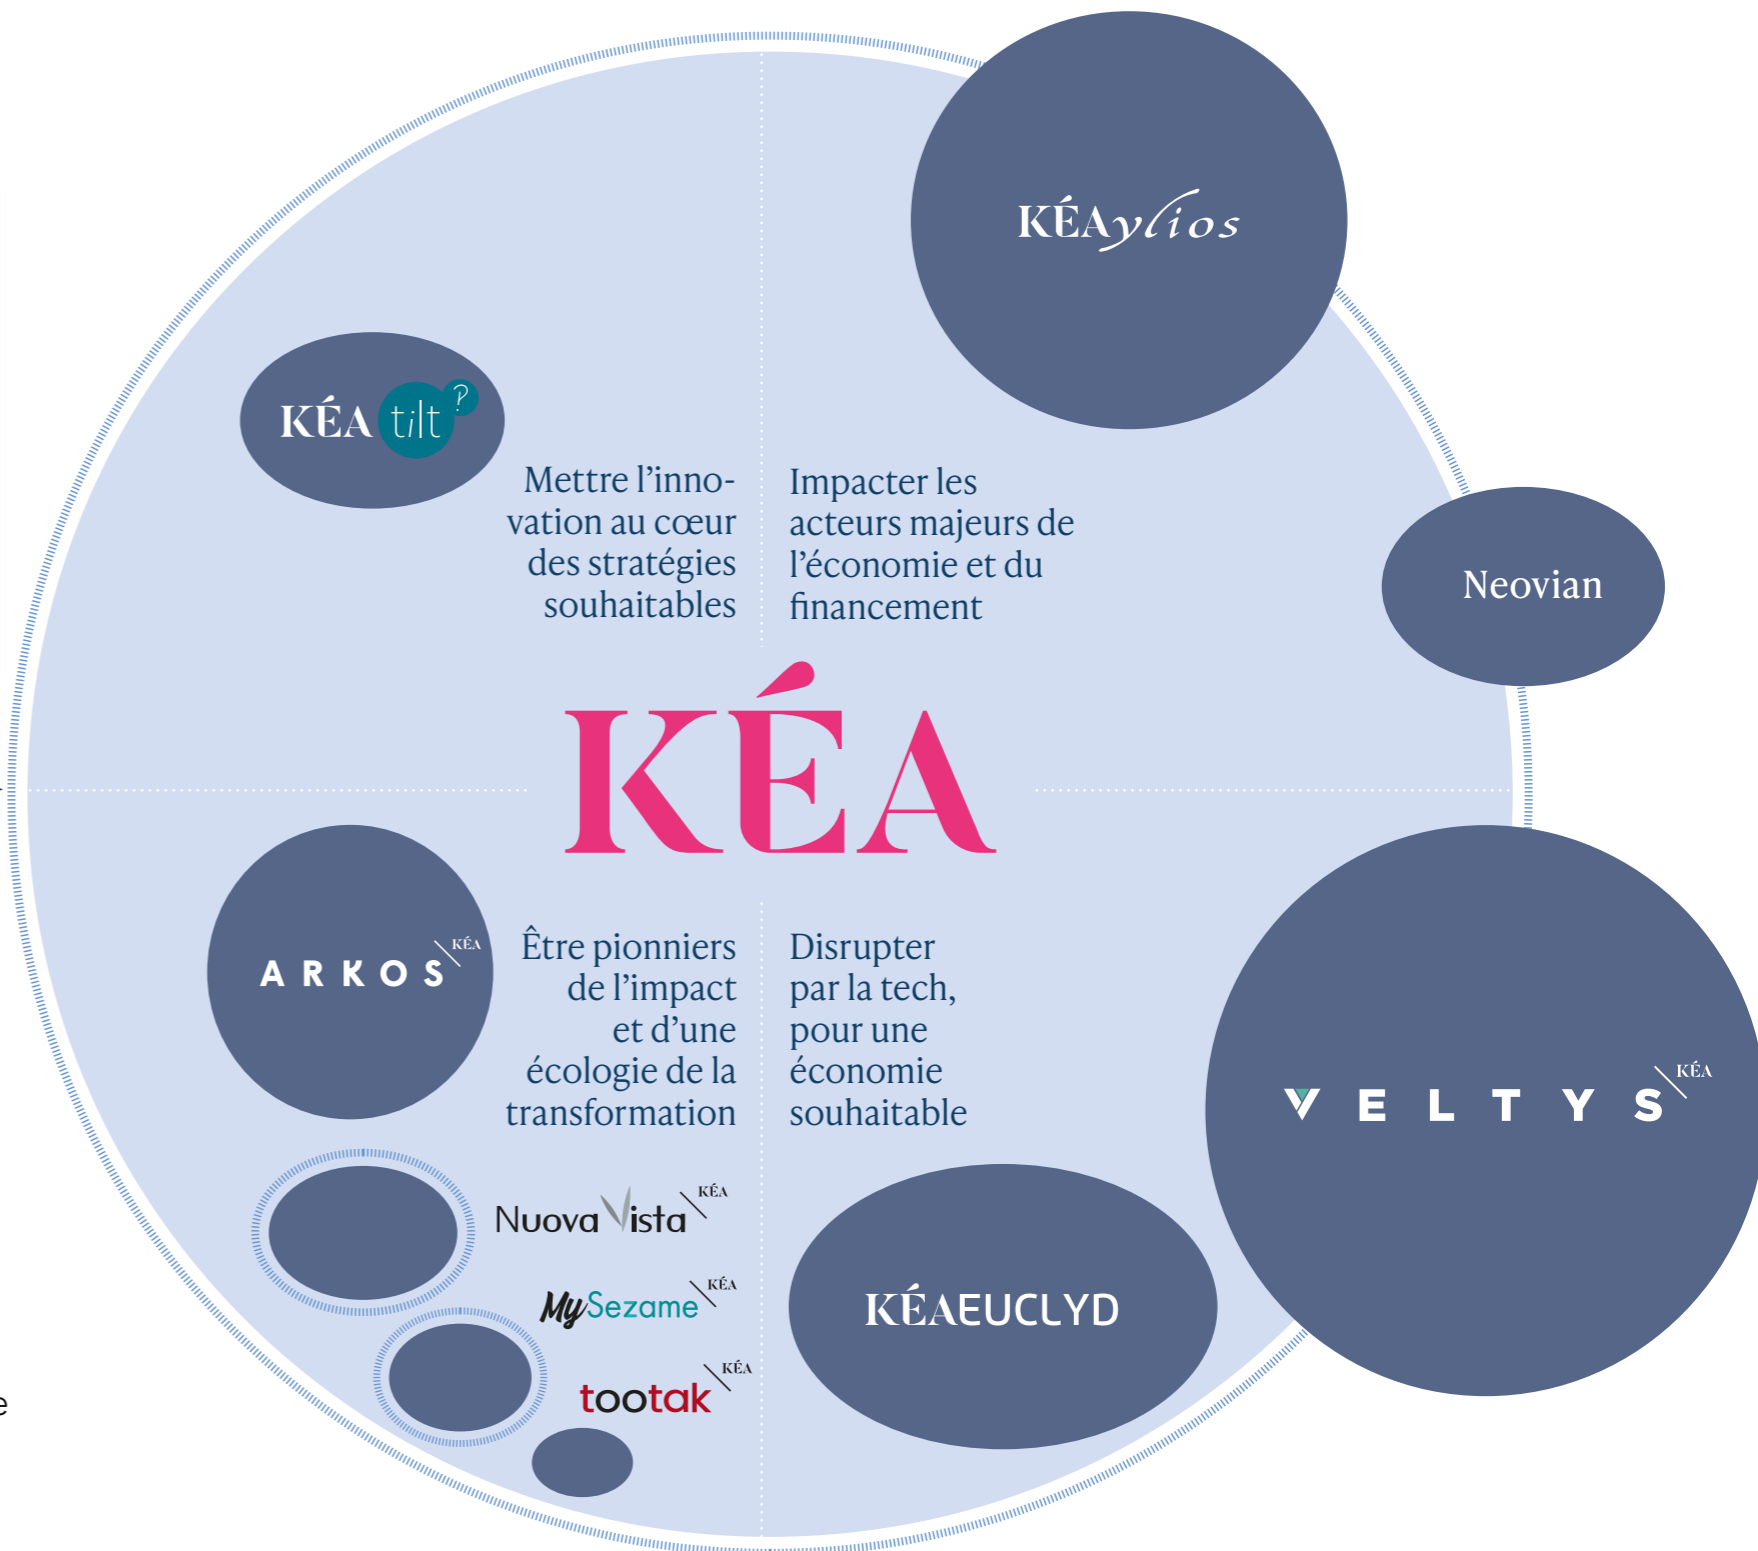 KÉAylios
KÉA tilt ?
Mettre l’inno-
vation au cœur
des stratégies
souhaitables
Impacter les
acteurs majeurs de
l’économie et du
financement
Neovian
KÉA
ARKOS KÉA
Être pionniers
de l’impact
et d’une
écologie de la
transformation
Disrupter
par la tech,
pour une
économie
souhaitable
VELTYS KÉA
NuovaVista KÉA
MySezame KÉA
tootak KÉA
KÉAEUCLYD
e